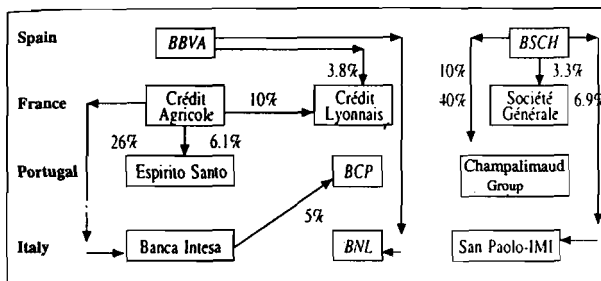 Spain BBVA BSCH
3.8% 10% 3.3%
France Crédit Agricole 10% Crédit Lyonnais 40% Société Générale 6.9%
26% 6.1%
Portugal Espirito Santo BCP Champalimaud Group
5%
Italy Banca Intesa BNL San Paolo-IMI